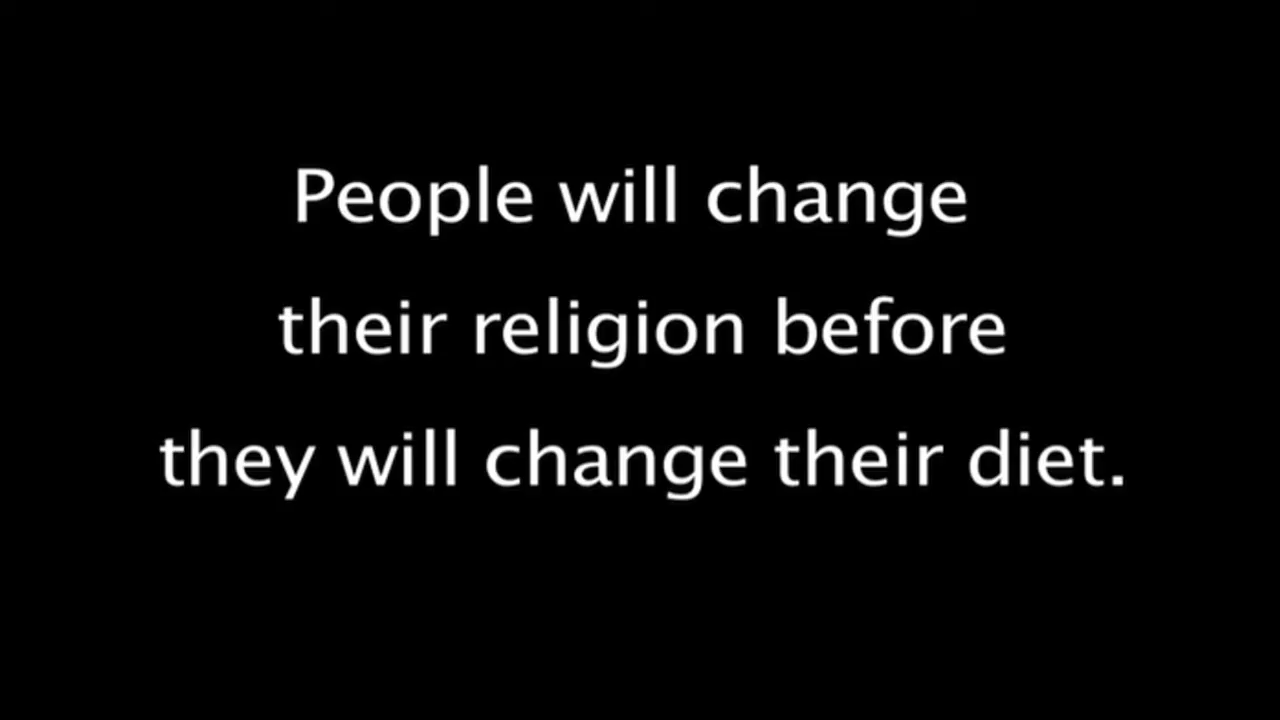 People will change
their religion before
they will change their diet.